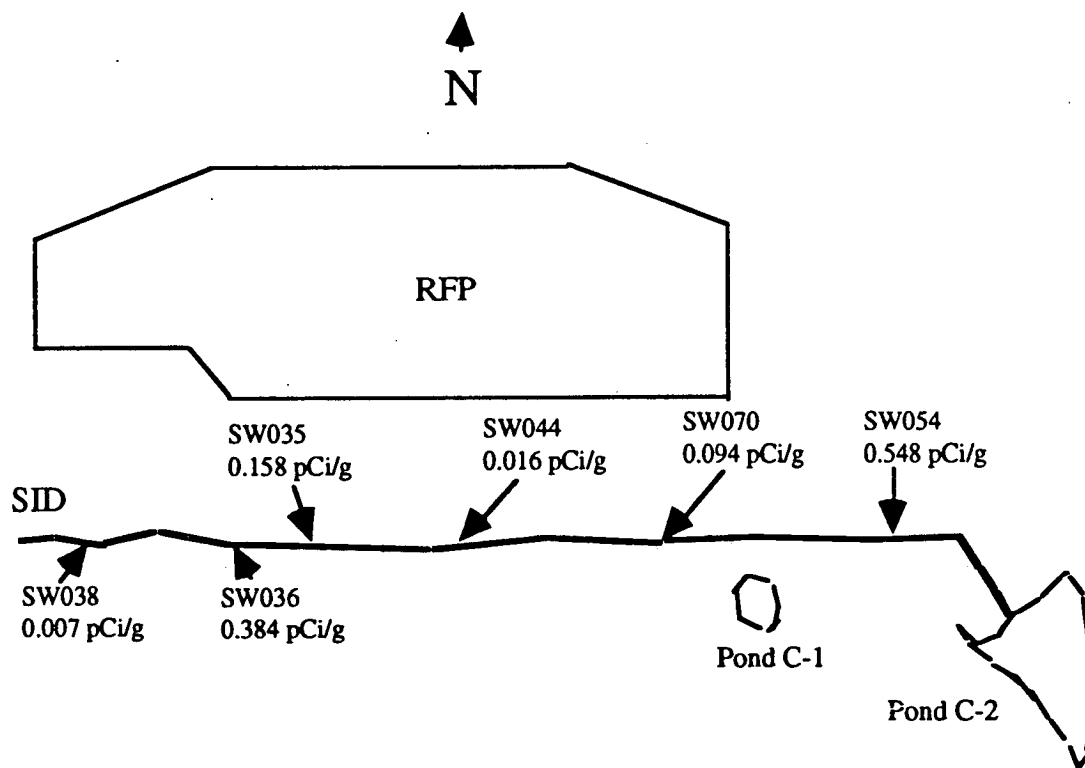 N
RFP
SW035
0.158 pCi/g
SW044
0.016 pCi/g
SW070
0.094 pCi/g
SW054
0.548 pCi/g
SID
SW038
0.007 pCi/g
SW036
0.384 pCi/g
Pond C-1
Pond C-2